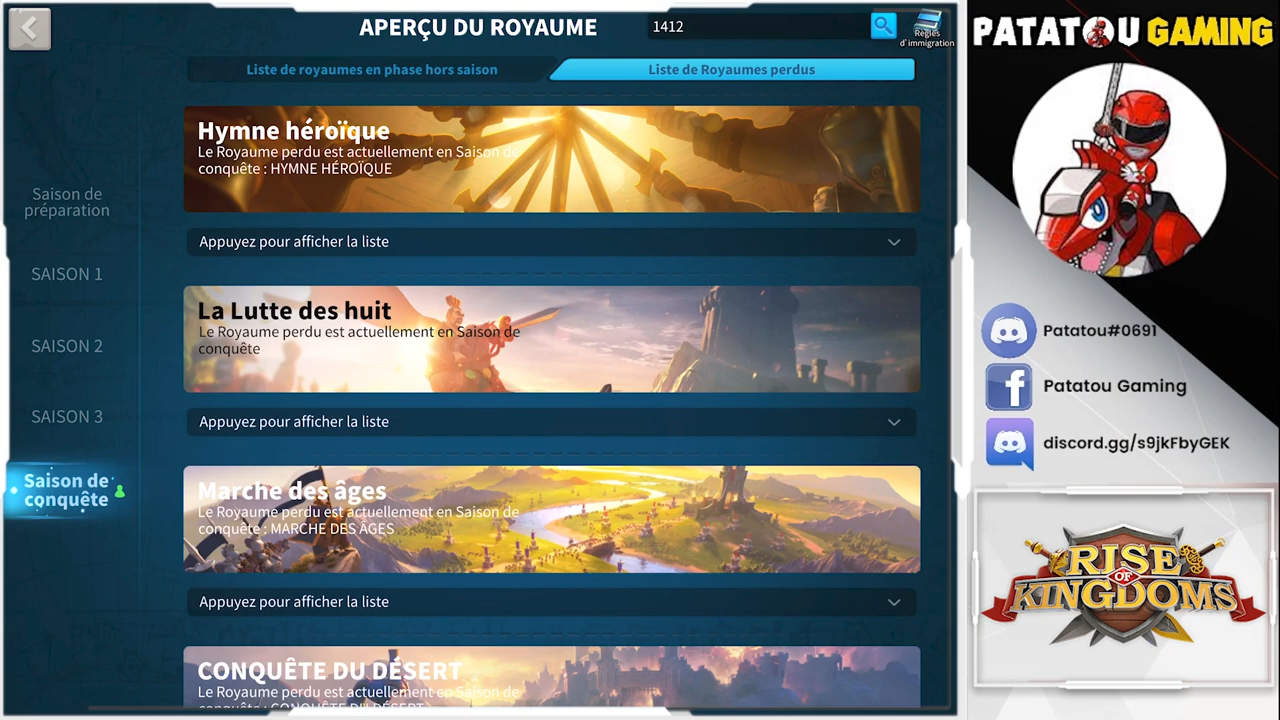 APERÇU DU ROYAUME
1412
Règles
d'immigration
Liste de royaumes en phase hors saison
Liste de Royaumes perdus
Saison de
préparation
SAISON 1
SAISON 2
SAISON 3
Saison de
conquête
Hymne héroïque
Le Royaume perdu est actuellement en Saison de
conquête : HYMNE HÉROÏQUE
Appuyez pour afficher la liste
La Lutte des huit
Le Royaume perdu est actuellement en Saison de
conquête
Appuyez pour afficher la liste
Marche des âges
Le Royaume perdu est actuellement en Saison de
conquête : MARCHE DES ÂGES
Appuyez pour afficher la liste
CONQUÊTE DU DÉSERT
Le Royaume perdu est actuellement en Saison de
conquête : CONQUÊTE DU DÉSERT
PATATOU GAMING
Patatou#0691
Patatou Gaming
discord.gg/s9jkFbyGEK
RISE
OF
KINGDOMS